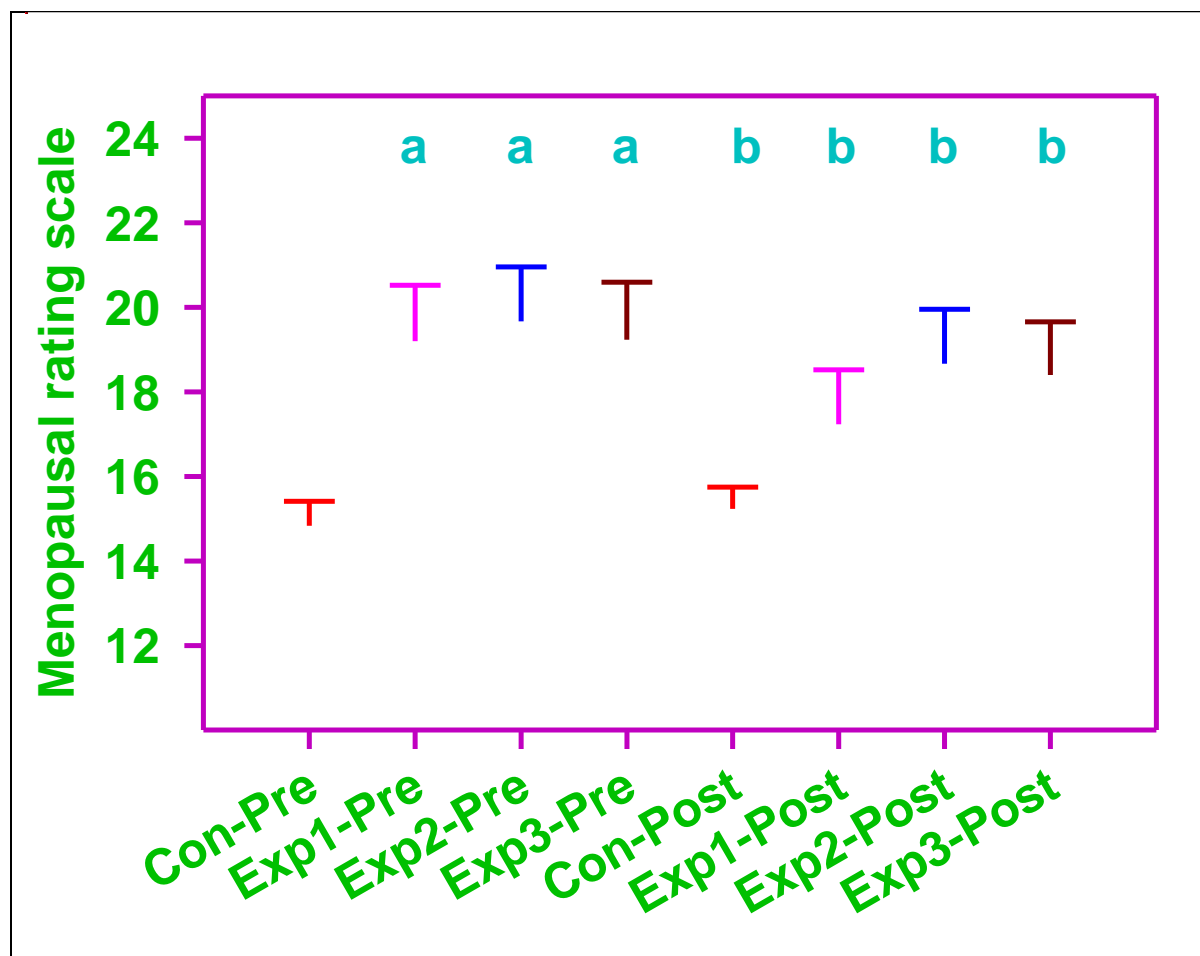 Menopausal rating scale
24
22
20
18
16
14
12
a a a b b b b
Con-Pre
Exp1-Pre
Exp2-Pre
Exp3-Pre
Con-Post
Exp1-Post
Exp2-Post
Exp3-Post